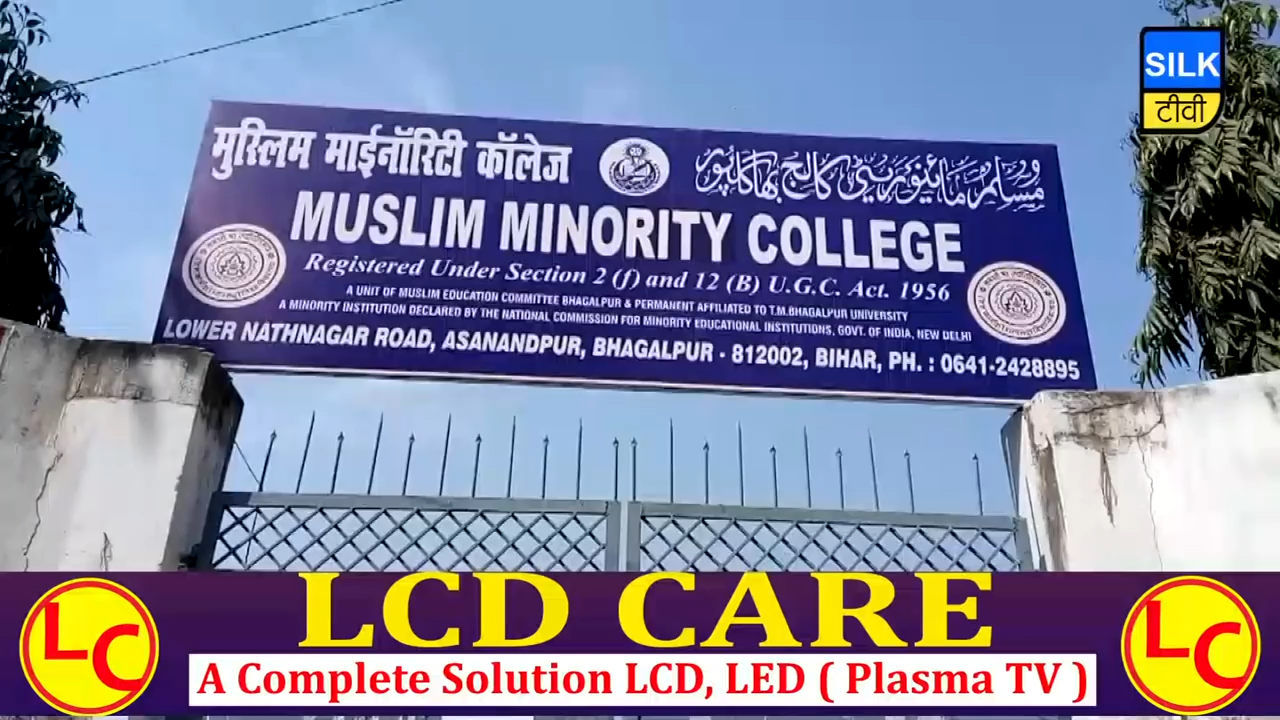 SILK
टीवी
मुस्लिम माईनॉरिटी कॉलेज
مُسلِم مائینوریٹی کالج بھاگلپور
MUSLIM MINORITY COLLEGE
Registered Under Section 2 (f) and 12 (B) U.G.C. Act. 1956
A UNIT OF MUSLIM EDUCATION COMMITTEE BHAGALPUR & PERMANENT AFFILIATED TO T.M.BHAGALPUR UNIVERSITY
A MINORITY INSTITUTION DECLARED BY THE NATIONAL COMMISSION FOR MINORITY EDUCATIONAL INSTITUTIONS, GOVT. OF INDIA, NEW DELHI
LOWER NATHNAGAR ROAD, ASANANDPUR, BHAGALPUR - 812002, BIHAR, PH. : 0641-2428895
LC
LCD CARE
A Complete Solution LCD, LED ( Plasma TV )
LC